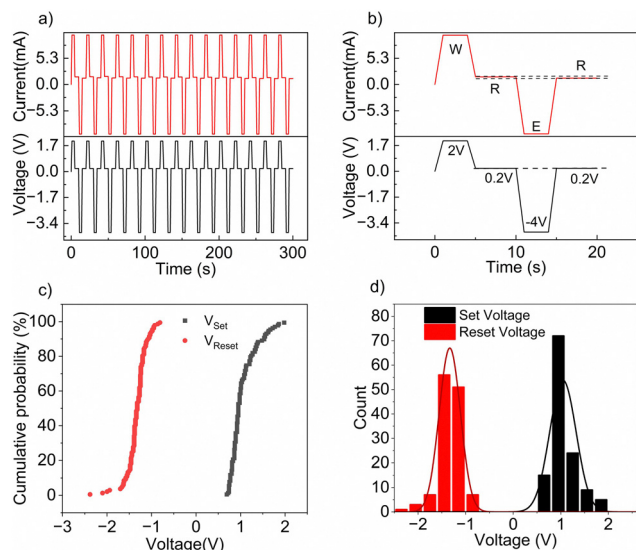 a)
Current(mA)
5.3
0.0
−5.3
Voltage (V)
1.7
0.0
−1.7
−3.4
0 100 200 300
Time (s)
b)
Current(mA)
5.3
0.0
−5.3
W
R
R
E
Voltage (V)
1.7
0.0
−1.7
−3.4
2V
0.2V
-4V
0.2V
0 10 20
Time (s)
c)
Cumulative probability (%)
100
80
60
40
20
0
VSet
VReset
−3 −2 −1 0 1 2
Voltage(V)
d)
Count
80
70
60
50
40
30
20
10
0
Set Voltage
Reset Voltage
−2 −1 0 1 2
Voltage (V)